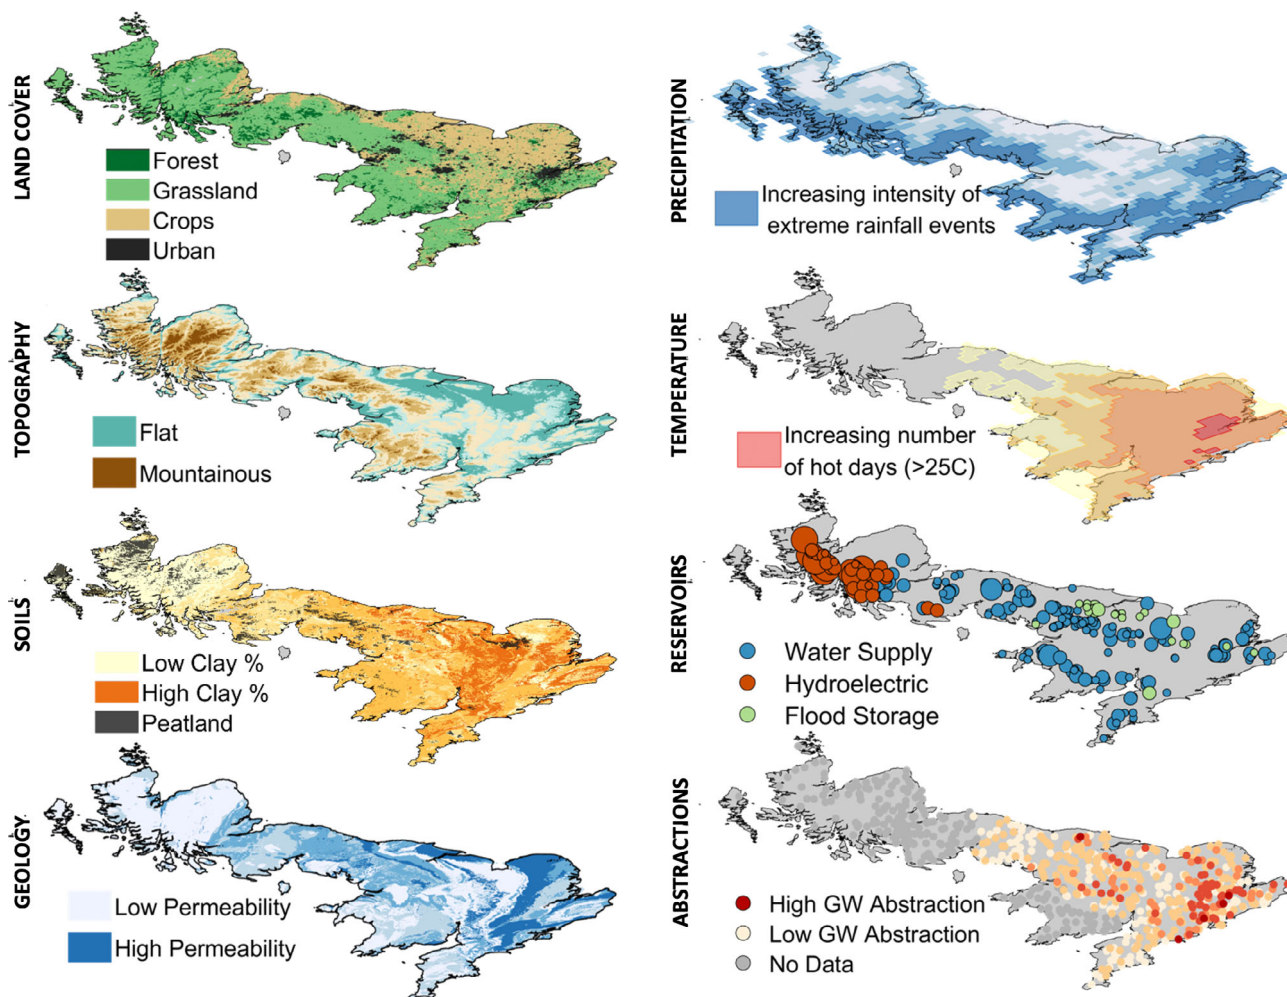 LAND COVER
Forest
Grassland
Crops
Urban
PRECIPITATION
Increasing intensity of
extreme rainfall events
TOPOGRAPHY
Flat
Mountainous
TEMPERATURE
Increasing number
of hot days (>25C)
SOILS
Low Clay %
High Clay %
Peatland
RESERVOIRS
Water Supply
Hydroelectric
Flood Storage
GEOLOGY
Low Permeability
High Permeability
ABSTRACTIONS
High GW Abstraction
Low GW Abstraction
No Data